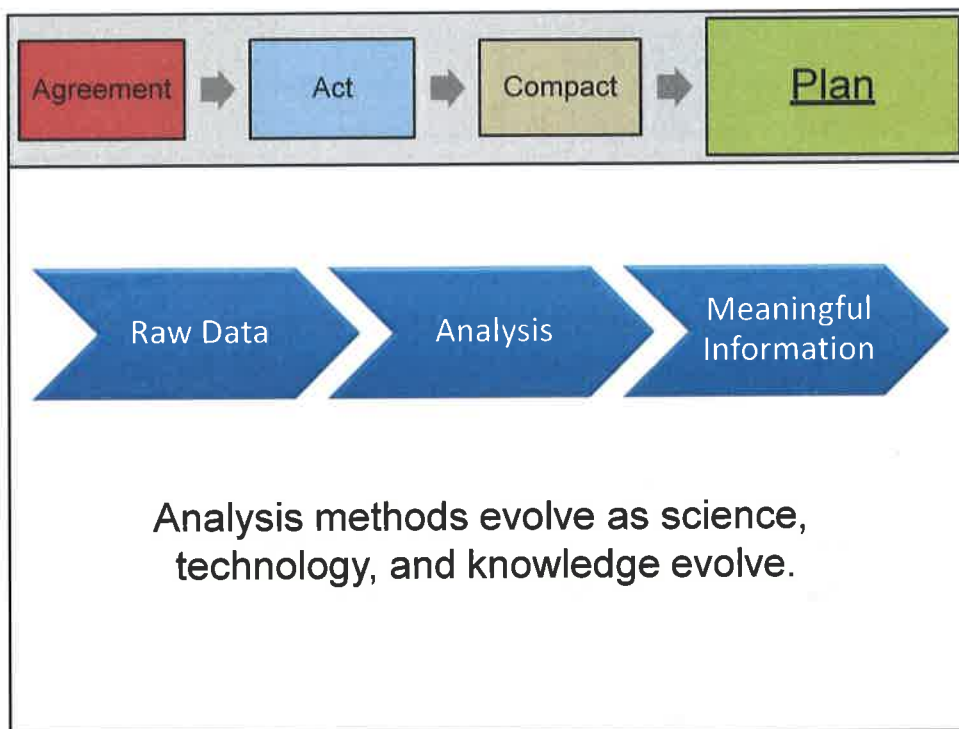 Agreement
Act
Compact
Plan
Raw Data
Analysis
Meaningful
Information
Analysis methods evolve as science,
technology, and knowledge evolve.